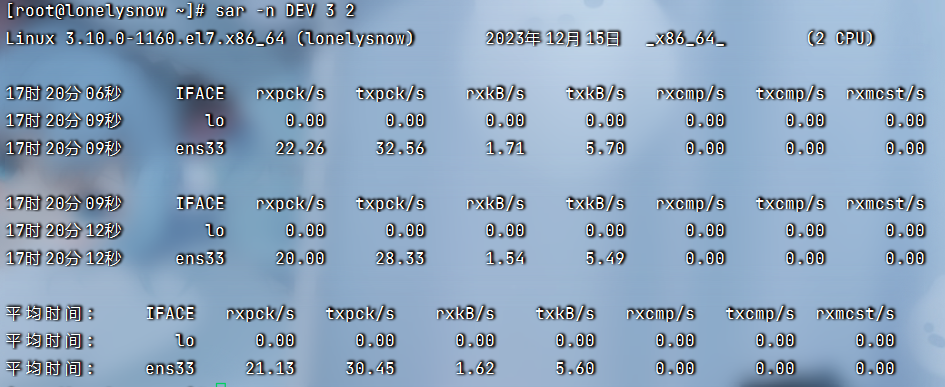 [root@lonelysnow ~]# sar -n DEV 3 2
Linux 3.10.0-1160.el7.x86_64 (lonelysnow) 2023年12月15日 _x86_64_ (2 CPU)
17时20分06秒 IFACE rxpck/s txpck/s rxkB/s txkB/s rxcmp/s txcmp/s rxmcst/s
17时20分09秒 lo 0.00 0.00 0.00 0.00 0.00 0.00 0.00
17时20分09秒 ens33 22.26 32.56 1.71 5.70 0.00 0.00 0.00
17时20分09秒 IFACE rxpck/s txpck/s rxkB/s txkB/s rxcmp/s txcmp/s rxmcst/s
17时20分12秒 lo 0.00 0.00 0.00 0.00 0.00 0.00 0.00
17时20分12秒 ens33 20.00 28.33 1.54 5.49 0.00 0.00 0.00
平均时间: IFACE rxpck/s txpck/s rxkB/s txkB/s rxcmp/s txcmp/s rxmcst/s
平均时间: lo 0.00 0.00 0.00 0.00 0.00 0.00 0.00
平均时间: ens33 21.13 30.45 1.62 5.60 0.00 0.00 0.00